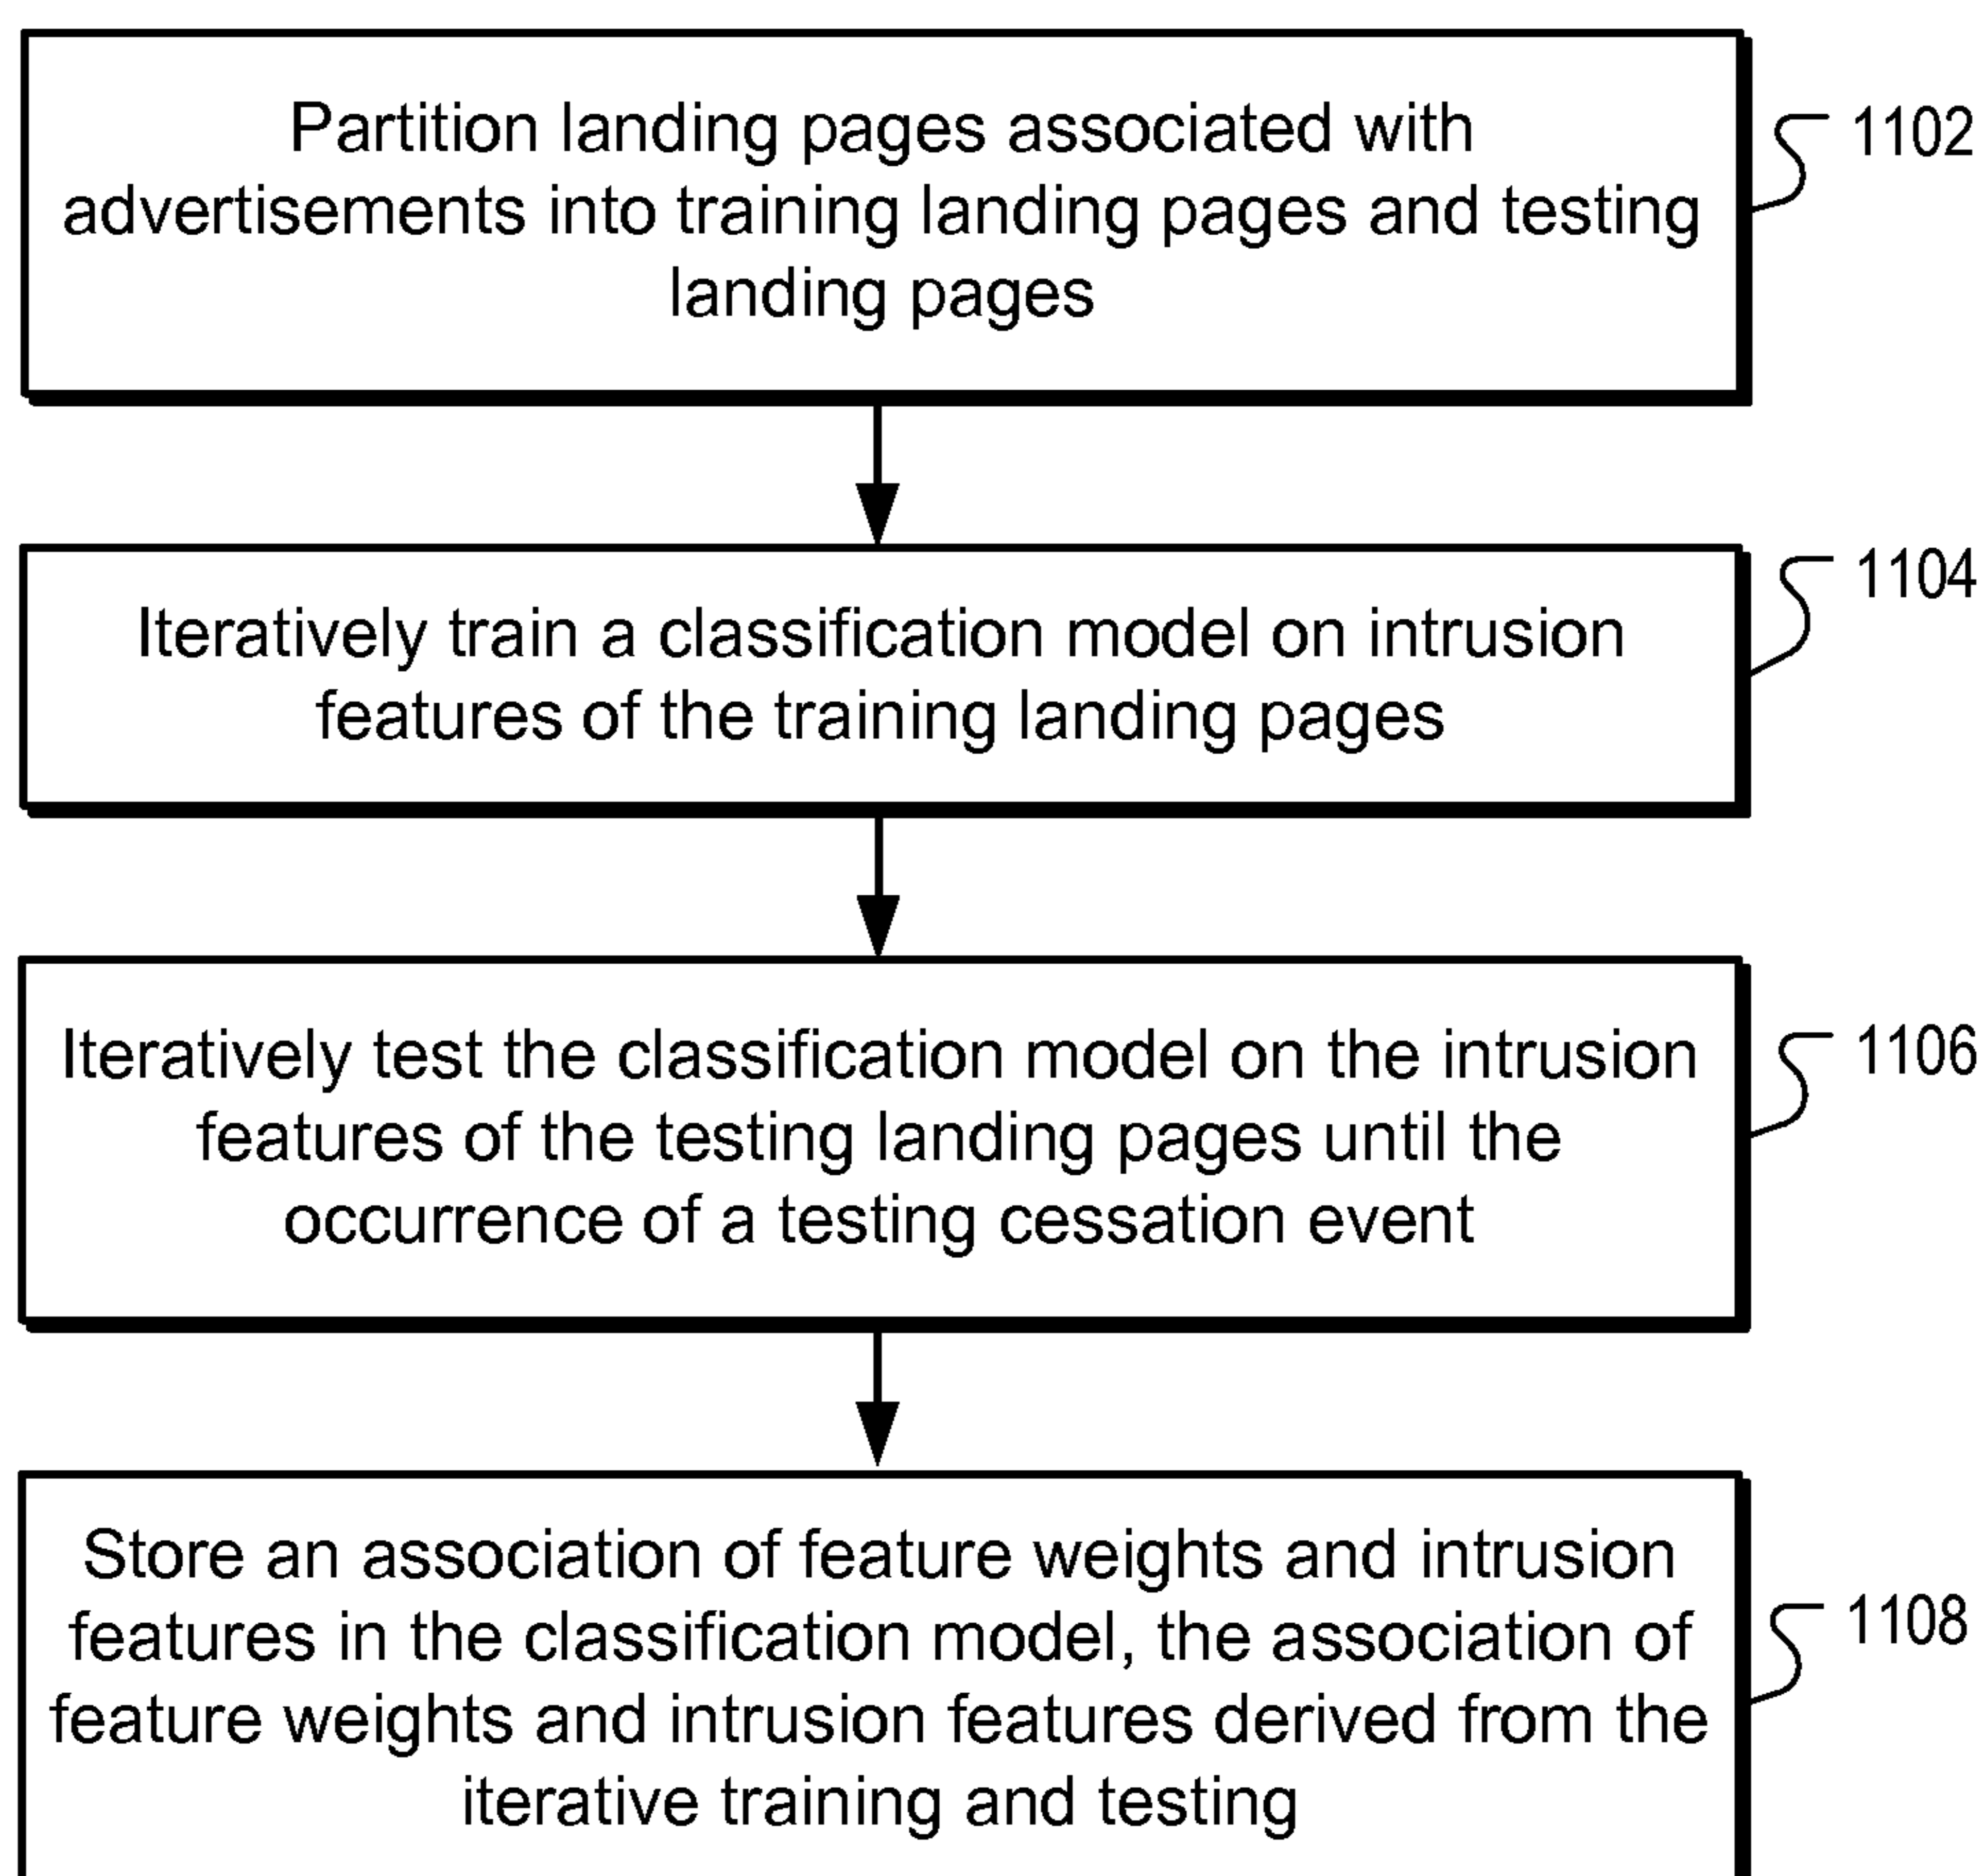 Partition landing pages associated with
advertisements into training landing pages and testing
landing pages
1102
Iteratively train a classification model on intrusion
features of the training landing pages
1104
Iteratively test the classification model on the intrusion
features of the testing landing pages until the
occurrence of a testing cessation event
1106
Store an association of feature weights and intrusion
features in the classification model, the association of
feature weights and intrusion features derived from the
iterative training and testing
1108